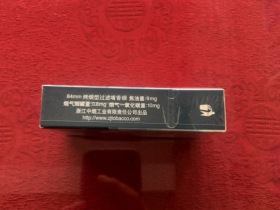 84mm 烤烟型过滤嘴香烟 焦油量:9mg
烟气烟碱量:0.8mg 烟气一氧化碳量:10mg
浙江中烟工业有限责任公司出品
http://www.zjtobacco.com